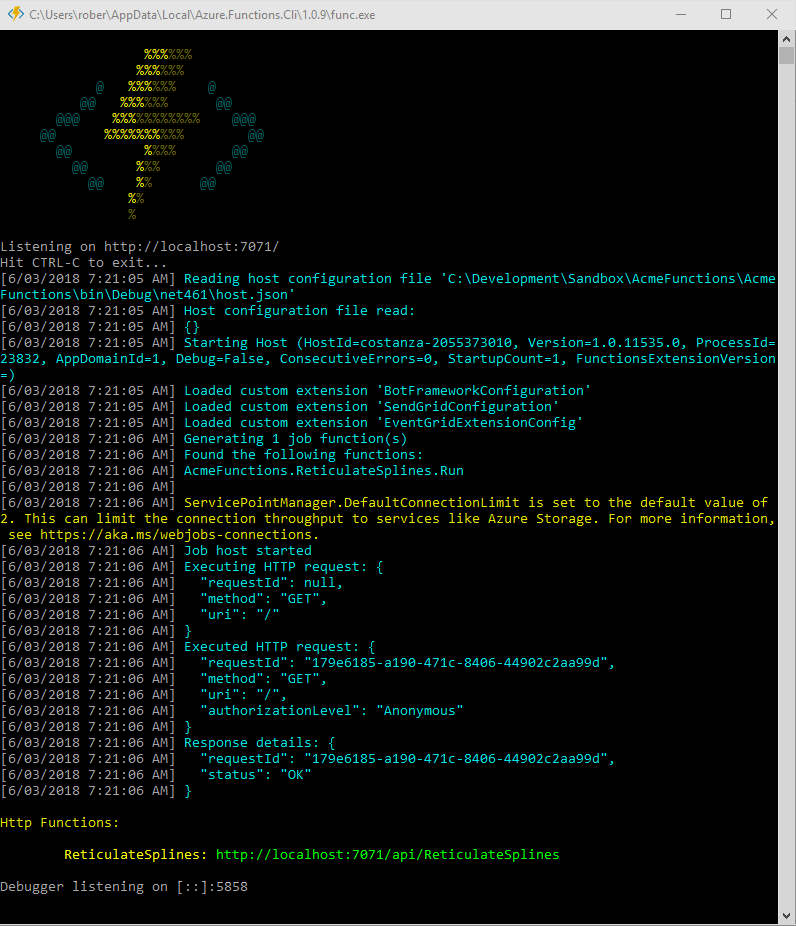 C:\Users\rober\AppData\Local\Azure.Functions.Cli\1.0.9\func.exe
%%%%%%
%%%%%%
@ %%%%%% @
@@ %%%%%% @@
@@@ %%%%%%%%%%% @@@
@@ %%%%%%%%%% @@
@@ %%%% @@
@@ %%% @@
@@ %% @@
%%
%
Listening on http://localhost:7071/
Hit CTRL-C to exit...
[6/03/2018 7:21:05 AM] Reading host configuration file 'C:\Development\Sandbox\AcmeFunctions\Acme
Functions\bin\Debug\net461\host.json'
[6/03/2018 7:21:05 AM] Host configuration file read:
[6/03/2018 7:21:05 AM] {}
[6/03/2018 7:21:05 AM] Starting Host (HostId=costanza-2055373010, Version=1.0.11535.0, ProcessId=
23832, AppDomainId=1, Debug=False, ConsecutiveErrors=0, StartupCount=1, FunctionsExtensionVersion
=)
[6/03/2018 7:21:05 AM] Loaded custom extension 'BotFrameworkConfiguration'
[6/03/2018 7:21:05 AM] Loaded custom extension 'SendGridConfiguration'
[6/03/2018 7:21:05 AM] Loaded custom extension 'EventGridExtensionConfig'
[6/03/2018 7:21:06 AM] Generating 1 job function(s)
[6/03/2018 7:21:06 AM] Found the following functions:
[6/03/2018 7:21:06 AM] AcmeFunctions.ReticulateSplines.Run
[6/03/2018 7:21:06 AM]
[6/03/2018 7:21:06 AM] ServicePointManager.DefaultConnectionLimit is set to the default value of
2. This can limit the connection throughput to services like Azure Storage. For more information,
see https://aka.ms/webjobs-connections.
[6/03/2018 7:21:06 AM] Job host started
[6/03/2018 7:21:06 AM] Executing HTTP request: {
[6/03/2018 7:21:06 AM]   "requestId": null,
[6/03/2018 7:21:06 AM]   "method": "GET",
[6/03/2018 7:21:06 AM]   "uri": "/"
[6/03/2018 7:21:06 AM] }
[6/03/2018 7:21:06 AM] Executed HTTP request: {
[6/03/2018 7:21:06 AM]   "requestId": "179e6185-a190-471c-8406-44902c2aa99d",
[6/03/2018 7:21:06 AM]   "method": "GET",
[6/03/2018 7:21:06 AM]   "uri": "/",
[6/03/2018 7:21:06 AM]   "authorizationLevel": "Anonymous"
[6/03/2018 7:21:06 AM] }
[6/03/2018 7:21:06 AM] Response details: {
[6/03/2018 7:21:06 AM]   "requestId": "179e6185-a190-471c-8406-44902c2aa99d",
[6/03/2018 7:21:06 AM]   "status": "OK"
[6/03/2018 7:21:06 AM] }
Http Functions:
ReticulateSplines: http://localhost:7071/api/ReticulateSplines
Debugger listening on [::]:5858